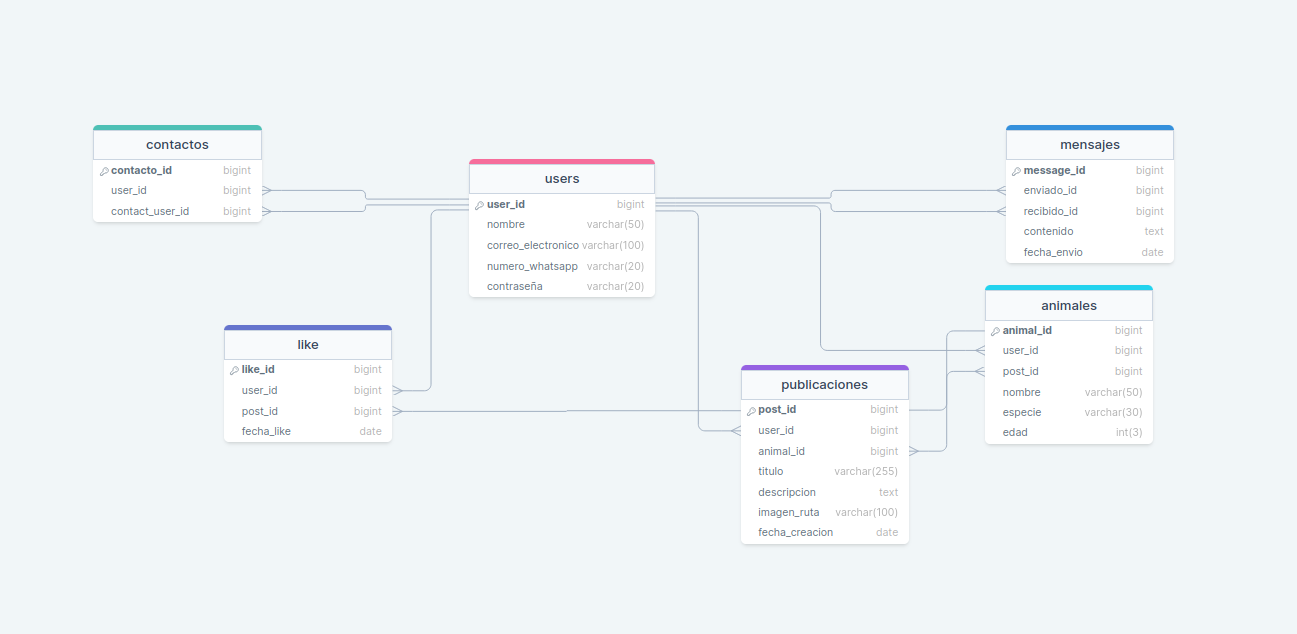 contactos
contacto_id bigint
user_id bigint
contact_user_id bigint
users
user_id bigint
nombre varchar(50)
correo_electronico varchar(100)
numero_whatsapp varchar(20)
contraseña varchar(20)
mensajes
message_id bigint
enviado_id bigint
recibido_id bigint
contenido text
fecha_envio date
like
like_id bigint
user_id bigint
post_id bigint
fecha_like date
publicaciones
post_id bigint
user_id bigint
animal_id bigint
titulo varchar(255)
descripcion text
imagen_ruta varchar(100)
fecha_creacion date
animales
animal_id bigint
user_id bigint
post_id bigint
nombre varchar(50)
especie varchar(30)
edad int(3)